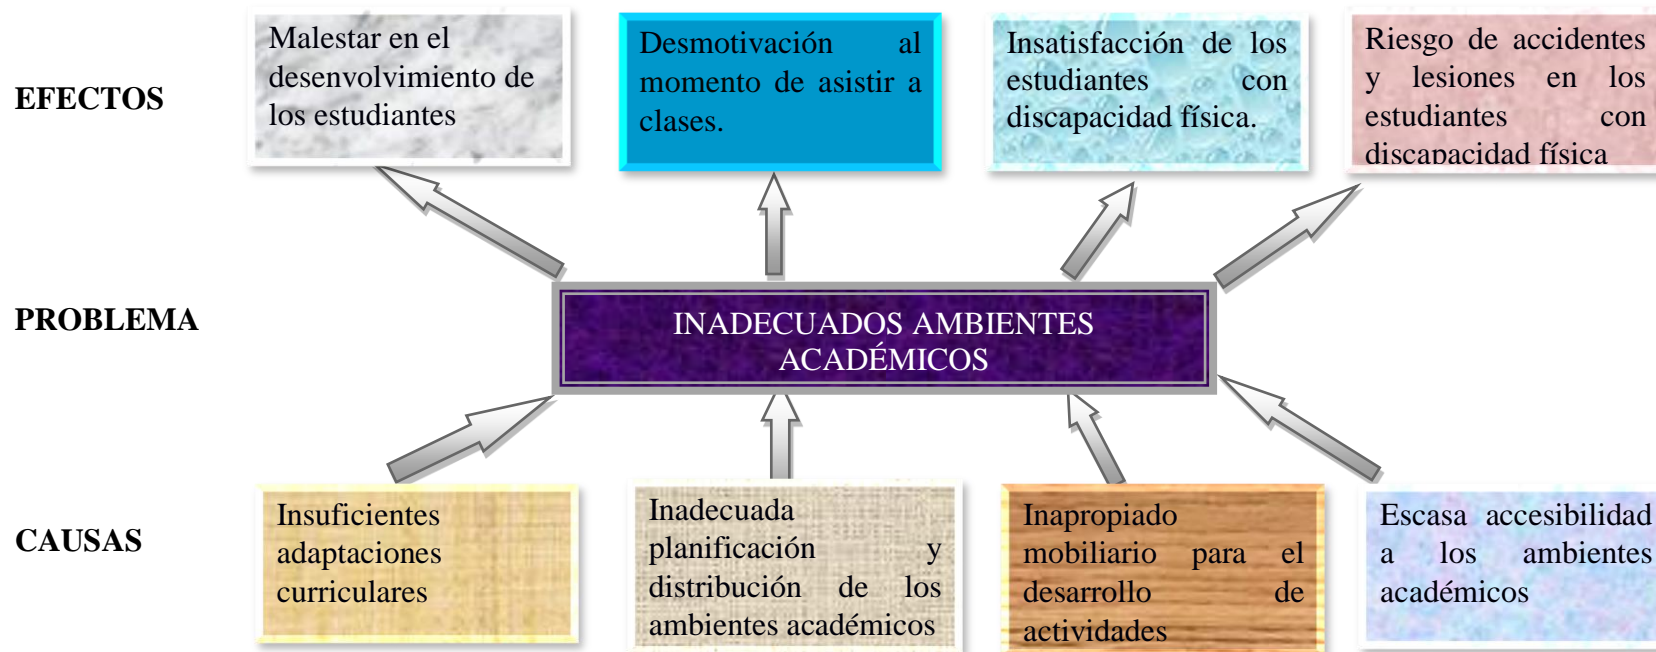 EFECTOS
Malestar en el
desenvolvimiento de
los estudiantes
Desmotivación al
momento de asistir a
clases.
Insatisfacción de los
estudiantes con
discapacidad física.
Riesgo de accidentes
y lesiones en los
estudiantes con
discapacidad física
PROBLEMA
INADECUADOS AMBIENTES
ACADÉMICOS
CAUSAS
Insuficientes
adaptaciones
curriculares
Inadecuada
planificación y
distribución de los
ambientes académicos
Inapropiado
mobiliario para el
desarrollo de
actividades
Escasa accesibilidad
a los ambientes
académicos